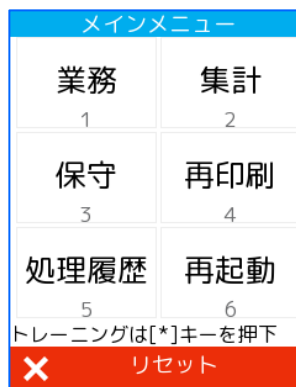 メインメニュー
業務 集計
1 2
保守 再印刷
3 4
処理履歴 再起動
5 6
トレーニングは[*]キーを押下
リセット